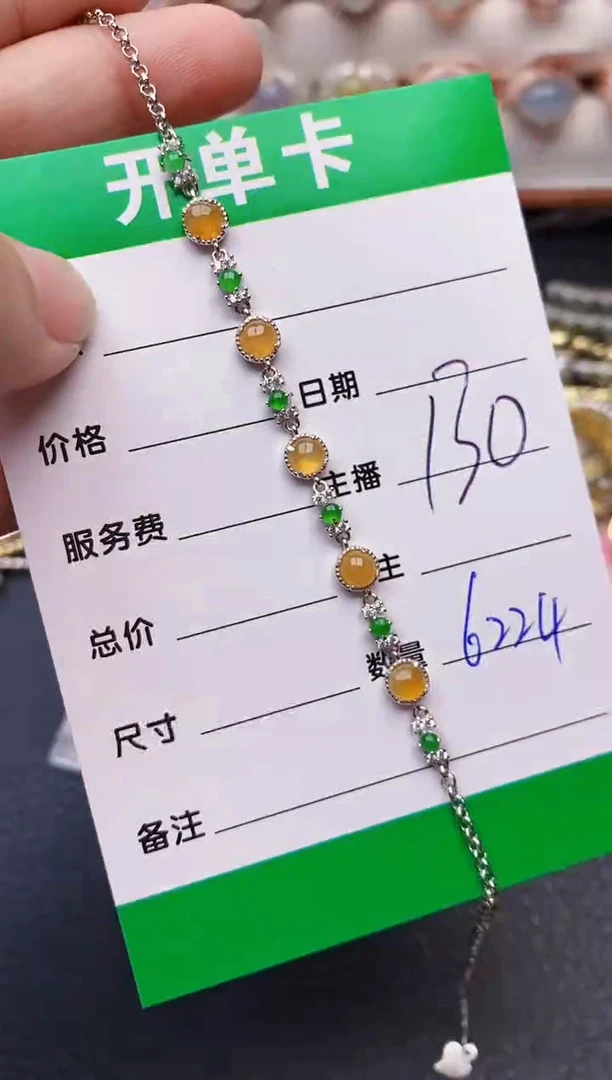 开单卡
价格 日期
服务费 主播 130
总价 主
尺寸 数量 6224
备注